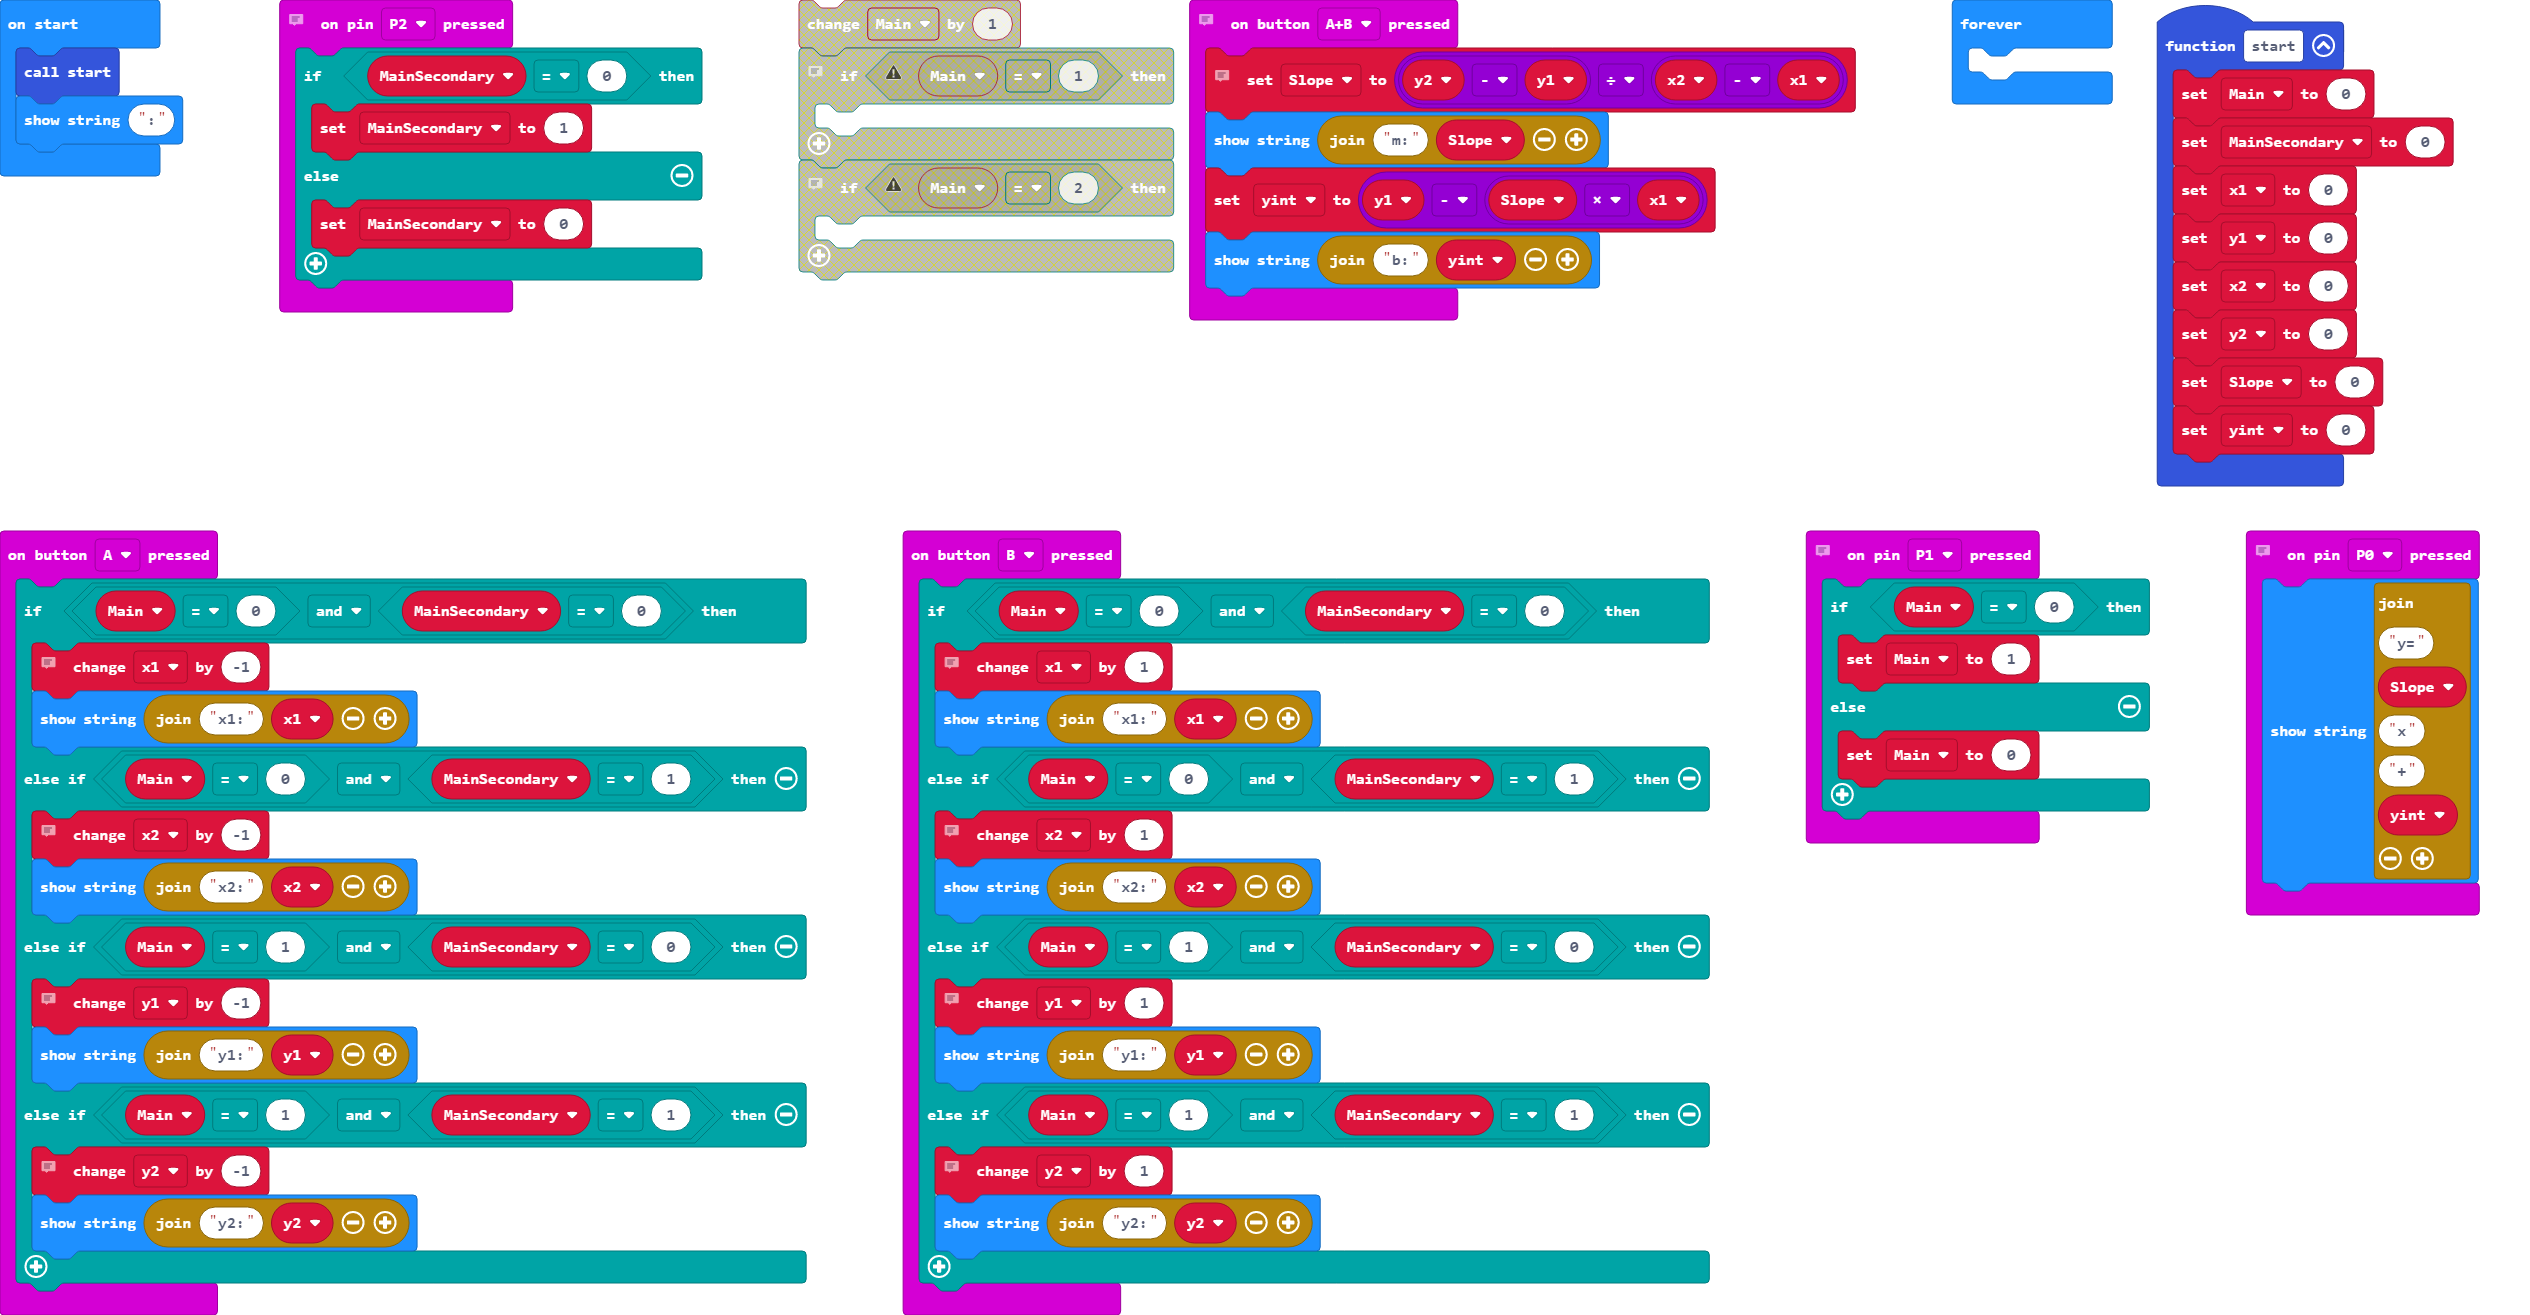 on start
call start
show string ":"
on pin P2 pressed
if MainSecondary = 0 then
set MainSecondary to 1
else
set MainSecondary to 0
change Main by 1
if Main = 1 then
if Main = 2 then
on button A+B pressed
set Slope to y2 - y1 ÷ x2 - x1
show string join "m:" Slope
set yint to y1 - Slope × x1
show string join "b:" yint
forever
function start
set Main to 0
set MainSecondary to 0
set x1 to 0
set y1 to 0
set x2 to 0
set y2 to 0
set Slope to 0
set yint to 0
on button A pressed
if Main = 0 and MainSecondary = 0 then
change x1 by -1
show string join "x1:" x1
else if Main = 0 and MainSecondary = 1 then
change x2 by -1
show string join "x2:" x2
else if Main = 1 and MainSecondary = 0 then
change y1 by -1
show string join "y1:" y1
else if Main = 1 and MainSecondary = 1 then
change y2 by -1
show string join "y2:" y2
on button B pressed
if Main = 0 and MainSecondary = 0 then
change x1 by 1
show string join "x1:" x1
else if Main = 0 and MainSecondary = 1 then
change x2 by 1
show string join "x2:" x2
else if Main = 1 and MainSecondary = 0 then
change y1 by 1
show string join "y1:" y1
else if Main = 1 and MainSecondary = 1 then
change y2 by 1
show string join "y2:" y2
on pin P1 pressed
if Main = 0 then
set Main to 1
else
set Main to 0
on pin P0 pressed
show string
join
"y="
Slope
"x"
"+"
yint